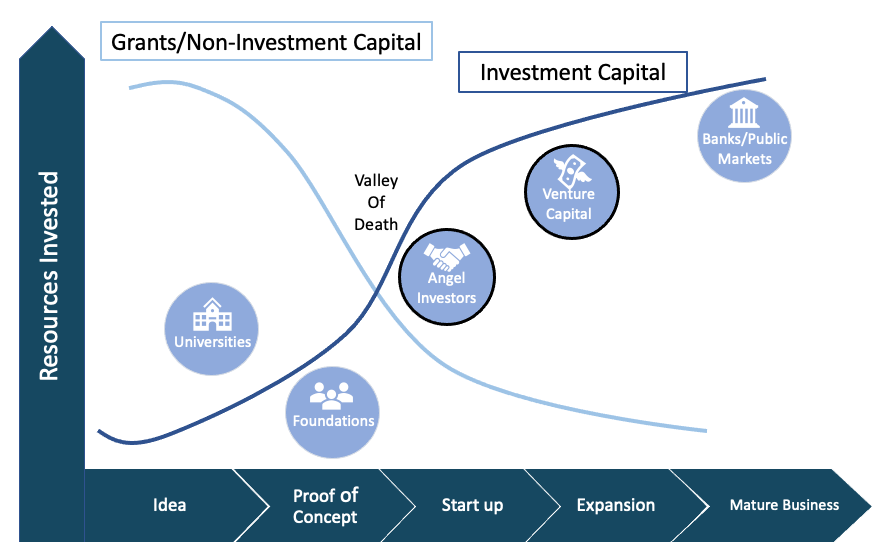 Grants/Non-Investment Capital
Investment Capital
Banks/Public
Markets
Venture
Capital
Valley
Of
Death
Angel
Investors
Universities
Foundations
Resources Invested
Idea
Proof of
Concept
Start up
Expansion
Mature Business